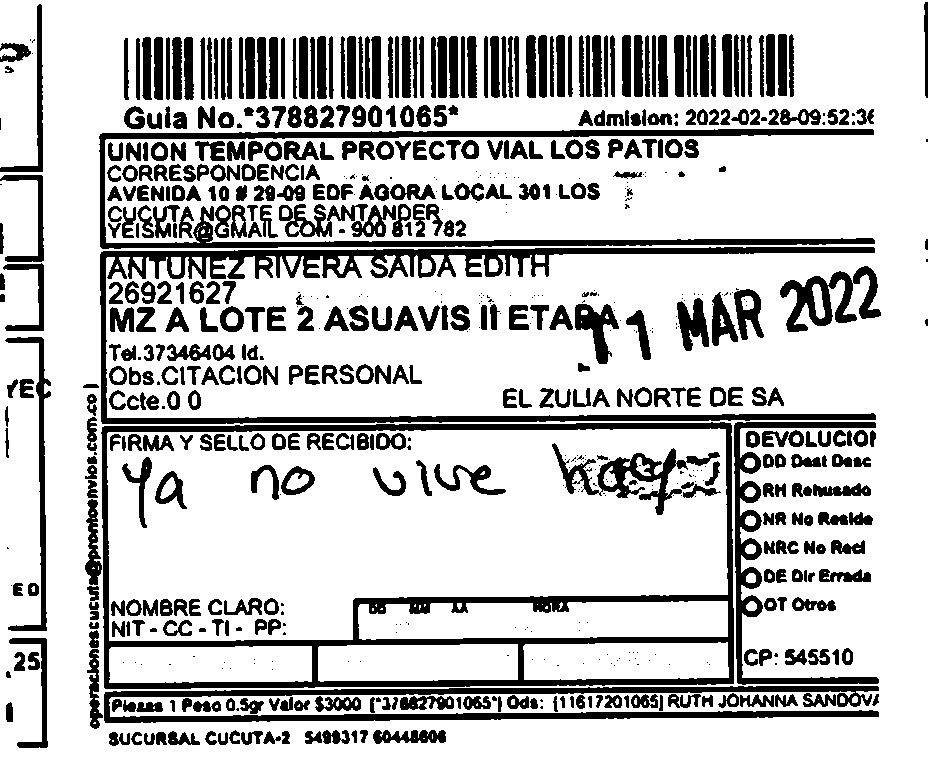 Guia No.*378827901065*
Admision: 2022-02-28-09:52:36
UNION TEMPORAL PROYECTO VIAL LOS PATIOS
CORRESPONDENCIA
AVENIDA 10 # 29-09 EDF AGORA LOCAL 301 LOS
CUCUTA NORTE DE SANTANDER
YEISMIR@GMAIL COM - 900 812 782
ANTUNEZ RIVERA SAIDA EDITH
26921627
MZ A LOTE 2 ASUAVIS II ETAPA
11 MAR 2022
Tel.37346404 Id.
Obs.CITACION PERSONAL
Ccte.0 0
EL ZULIA NORTE DE SA
YEC
ED
.25
operacionescucuta@prontoenvios.com.co |
FIRMA Y SELLO DE RECIBIDO:
Ya no vive
NOMBRE CLARO:
NIT - CC - TI - PP:
DD MM AA HORA
DEVOLUCION
DD Dest Desc
RH Rehusado
NR No Reside
NRC No Recl
DE Dir Errada
OT Otros
CP: 545510
Piezas 1 Peso 0.5gr Valor $3000 [*378827901065*] Ods: [11617201065] RUTH JOHANNA SANDOVA
SUCURSAL CUCUTA-2 5499317 60448606